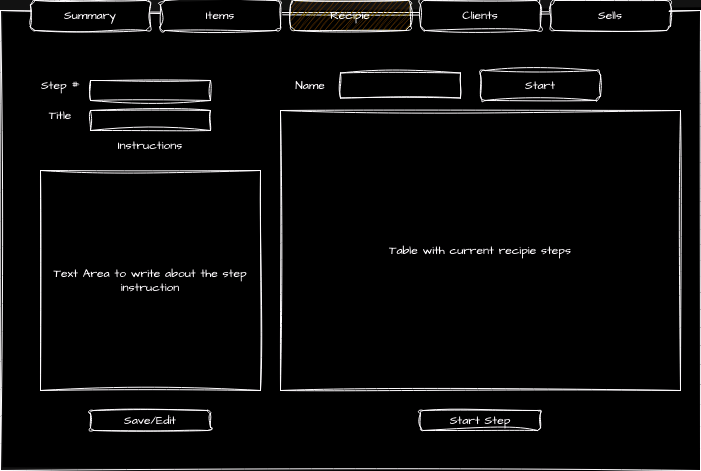 Summary
Items
Recipie
Clients
Sells
Step #
Name
Start
Title
Instructions
Table with current recipie steps
Text Area to write about the step
instruction
Save/Edit
Start Step